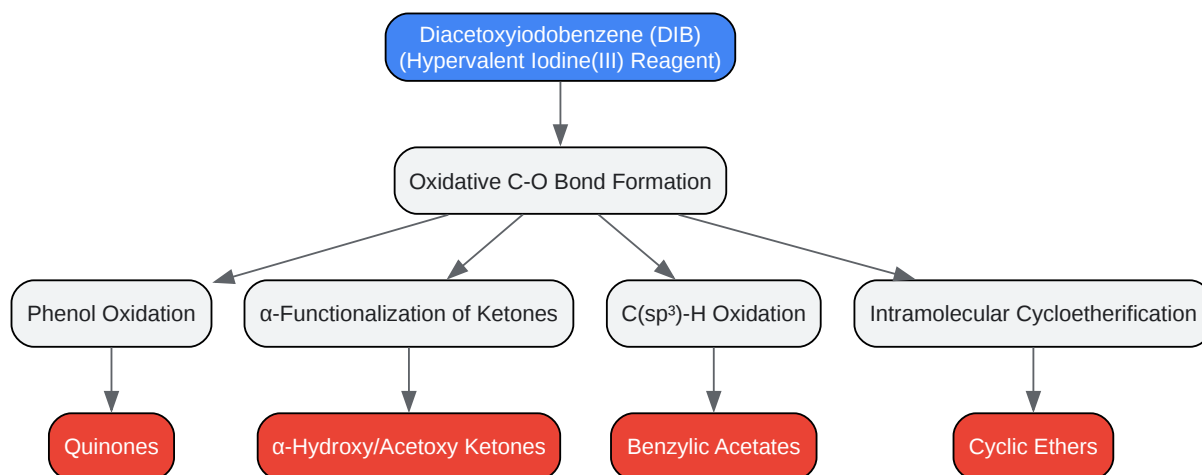 Diacetoxyiodobenzene (DIB)
(Hypervalent Iodine(III) Reagent)
Oxidative C-O Bond Formation
Phenol Oxidation
α-Functionalization of Ketones
C(sp³)-H Oxidation
Intramolecular Cycloetherification
Quinones
α-Hydroxy/Acetoxy Ketones
Benzylic Acetates
Cyclic Ethers